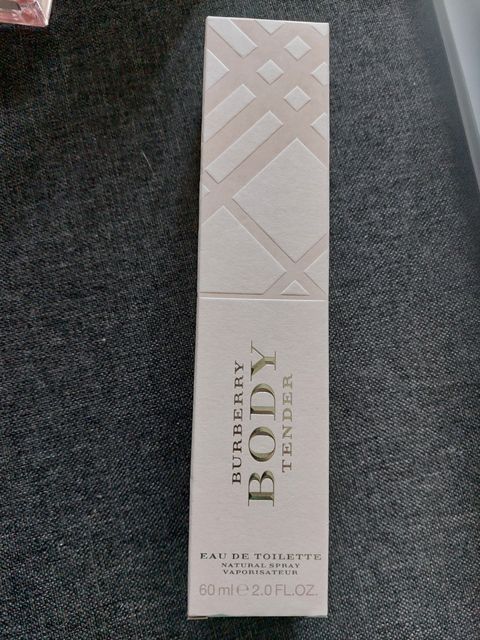 BURBERRY
BODY
TENDER
EAU DE TOILETTE
NATURAL SPRAY
VAPORISATEUR
60 ml ℮ 2.0 FL.OZ.